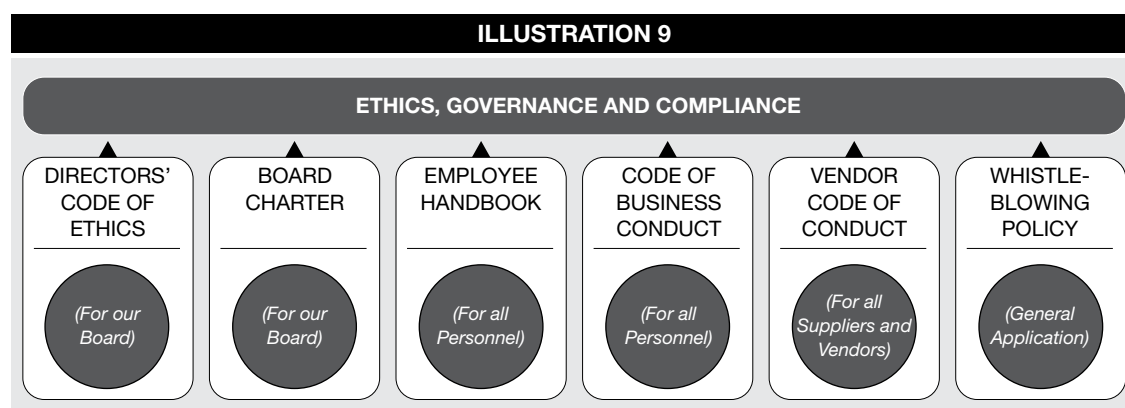 ILLUSTRATION 9
ETHICS, GOVERNANCE AND COMPLIANCE
DIRECTORS'
CODE OF
ETHICS
(For our
Board)
BOARD
CHARTER
(For our
Board)
EMPLOYEE
HANDBOOK
(For all
Personnel)
CODE OF
BUSINESS
CONDUCT
(For all
Personnel)
VENDOR
CODE OF
CONDUCT
(For all
Suppliers and
Vendors)
WHISTLE-
BLOWING
POLICY
(General
Application)